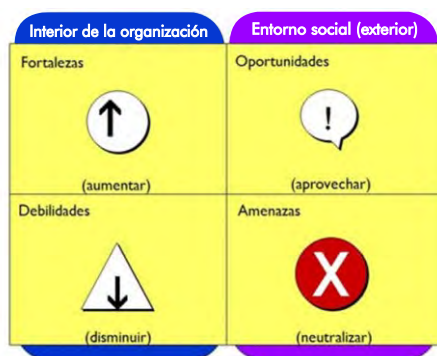 Interior de la organización
Entorno social (exterior)
Fortalezas
Oportunidades
!
(aumentar)
(aprovechar)
Debilidades
Amenazas
X
(disminuir)
(neutralizar)